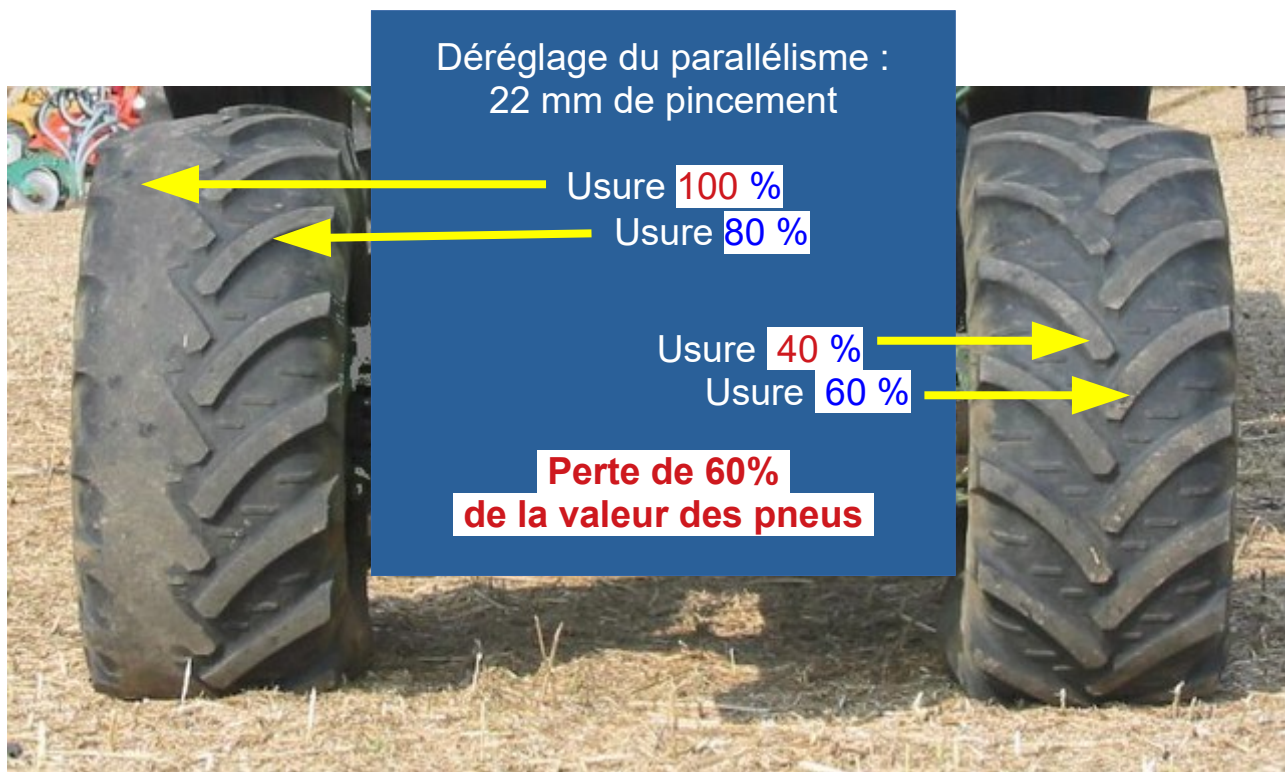 Déréglage du parallélisme :
22 mm de pincement
Usure 100 %
Usure 80 %
Usure 40 %
Usure 60 %
Perte de 60%
de la valeur des pneus